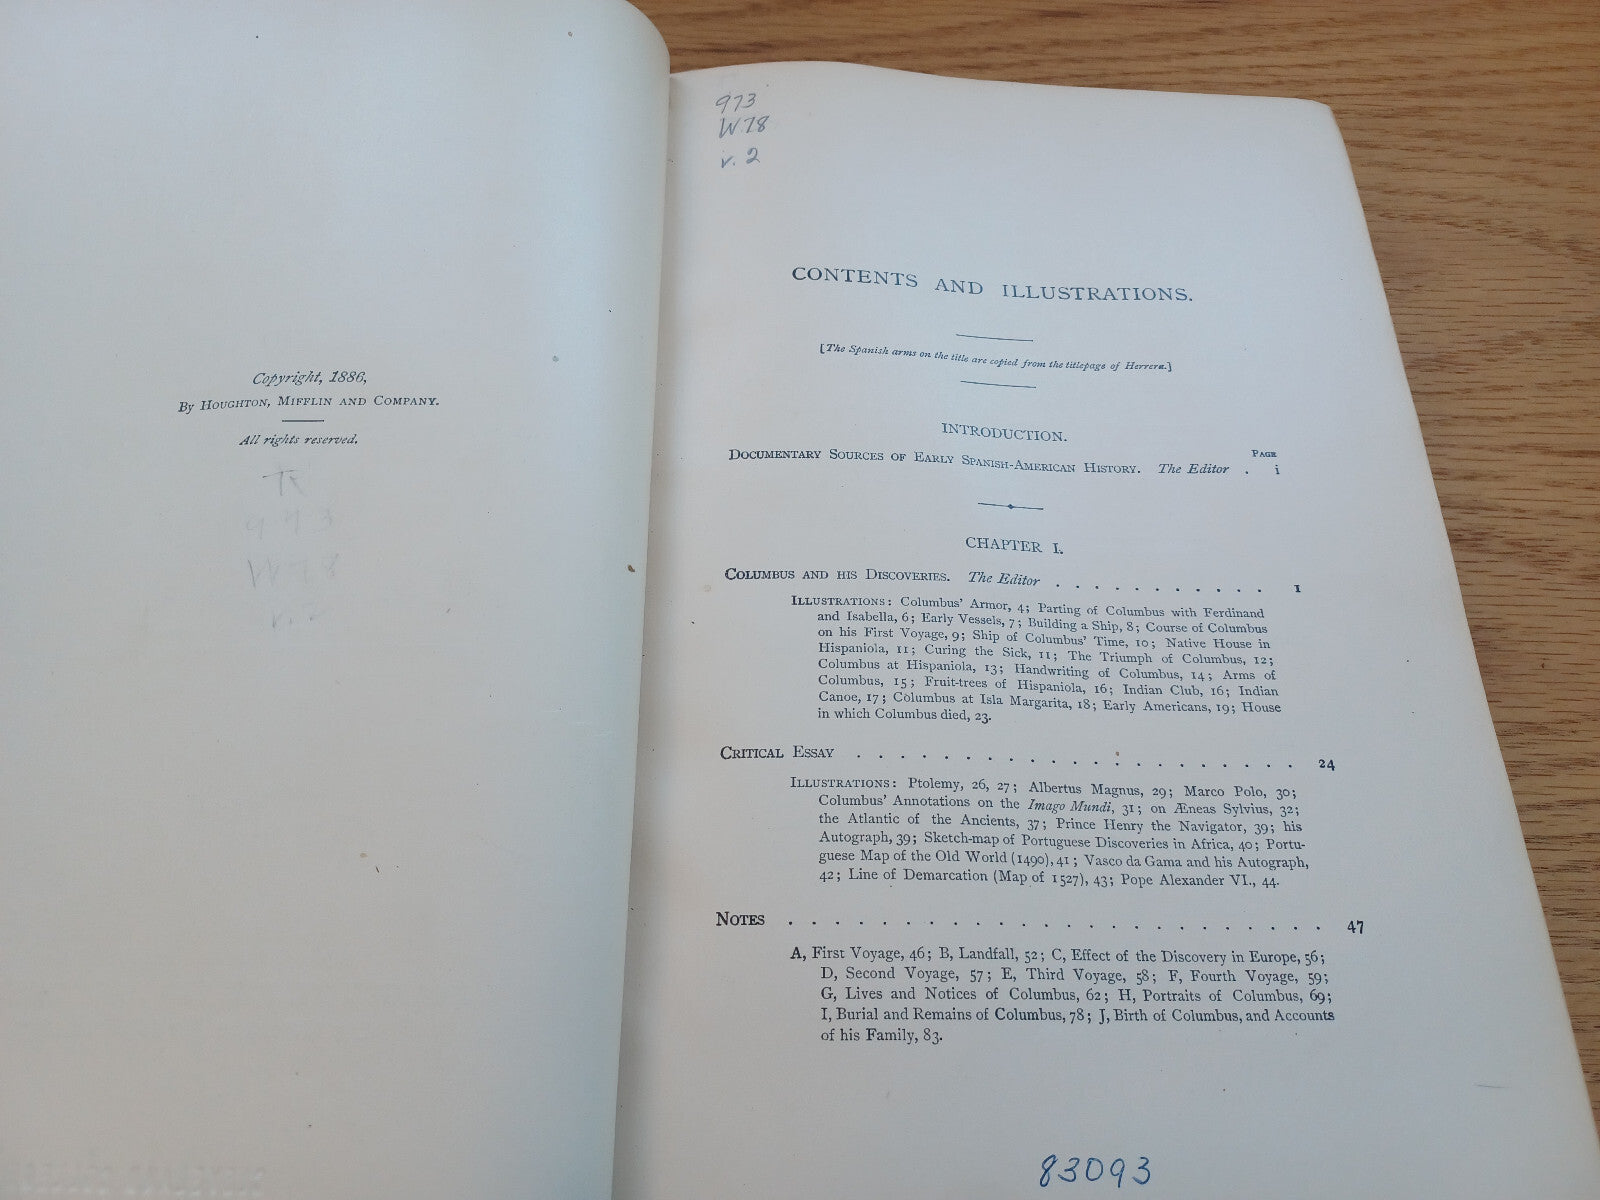 Copyright, 1886,
By Houghton, Mifflin and Company.
All rights reserved.
973
W78
v. 2
CONTENTS AND ILLUSTRATIONS.
[The Spanish arms on the title are copied from the titlepage of Herrera.]
INTRODUCTION.
Page
Documentary Sources of Early Spanish-American History. The Editor . i
CHAPTER I.
Columbus and his Discoveries. The Editor . . . . . . . . . . . 1
Illustrations: Columbus' Armor, 4; Parting of Columbus with Ferdinand
and Isabella, 6; Early Vessels, 7; Building a Ship, 8; Course of Columbus
on his First Voyage, 9; Ship of Columbus' Time, 10; Native House in
Hispaniola, 11; Curing the Sick, 11; The Triumph of Columbus, 12;
Columbus at Hispaniola, 13; Handwriting of Columbus, 14; Arms of
Columbus, 15; Fruit-trees of Hispaniola, 16; Indian Club, 16; Indian
Canoe, 17; Columbus at Isla Margarita, 18; Early Americans, 19; House
in which Columbus died, 23.
Critical Essay . . . . . . . . . . . . . . . . . . . . . 24
Illustrations: Ptolemy, 26, 27; Albertus Magnus, 29; Marco Polo, 30;
Columbus' Annotations on the Imago Mundi, 31; on Æneas Sylvius, 32;
the Atlantic of the Ancients, 37; Prince Henry the Navigator, 39; his
Autograph, 39; Sketch-map of Portuguese Discoveries in Africa, 40; Portu-
guese Map of the Old World (1490), 41; Vasco da Gama and his Autograph,
42; Line of Demarcation (Map of 1527), 43; Pope Alexander VI., 44.
Notes . . . . . . . . . . . . . . . . . . . . . . . . 47
A, First Voyage, 46; B, Landfall, 52; C, Effect of the Discovery in Europe, 56;
D, Second Voyage, 57; E, Third Voyage, 58; F, Fourth Voyage, 59;
G, Lives and Notices of Columbus, 62; H, Portraits of Columbus, 69;
I, Burial and Remains of Columbus, 78; J, Birth of Columbus, and Accounts
of his Family, 83.
83093